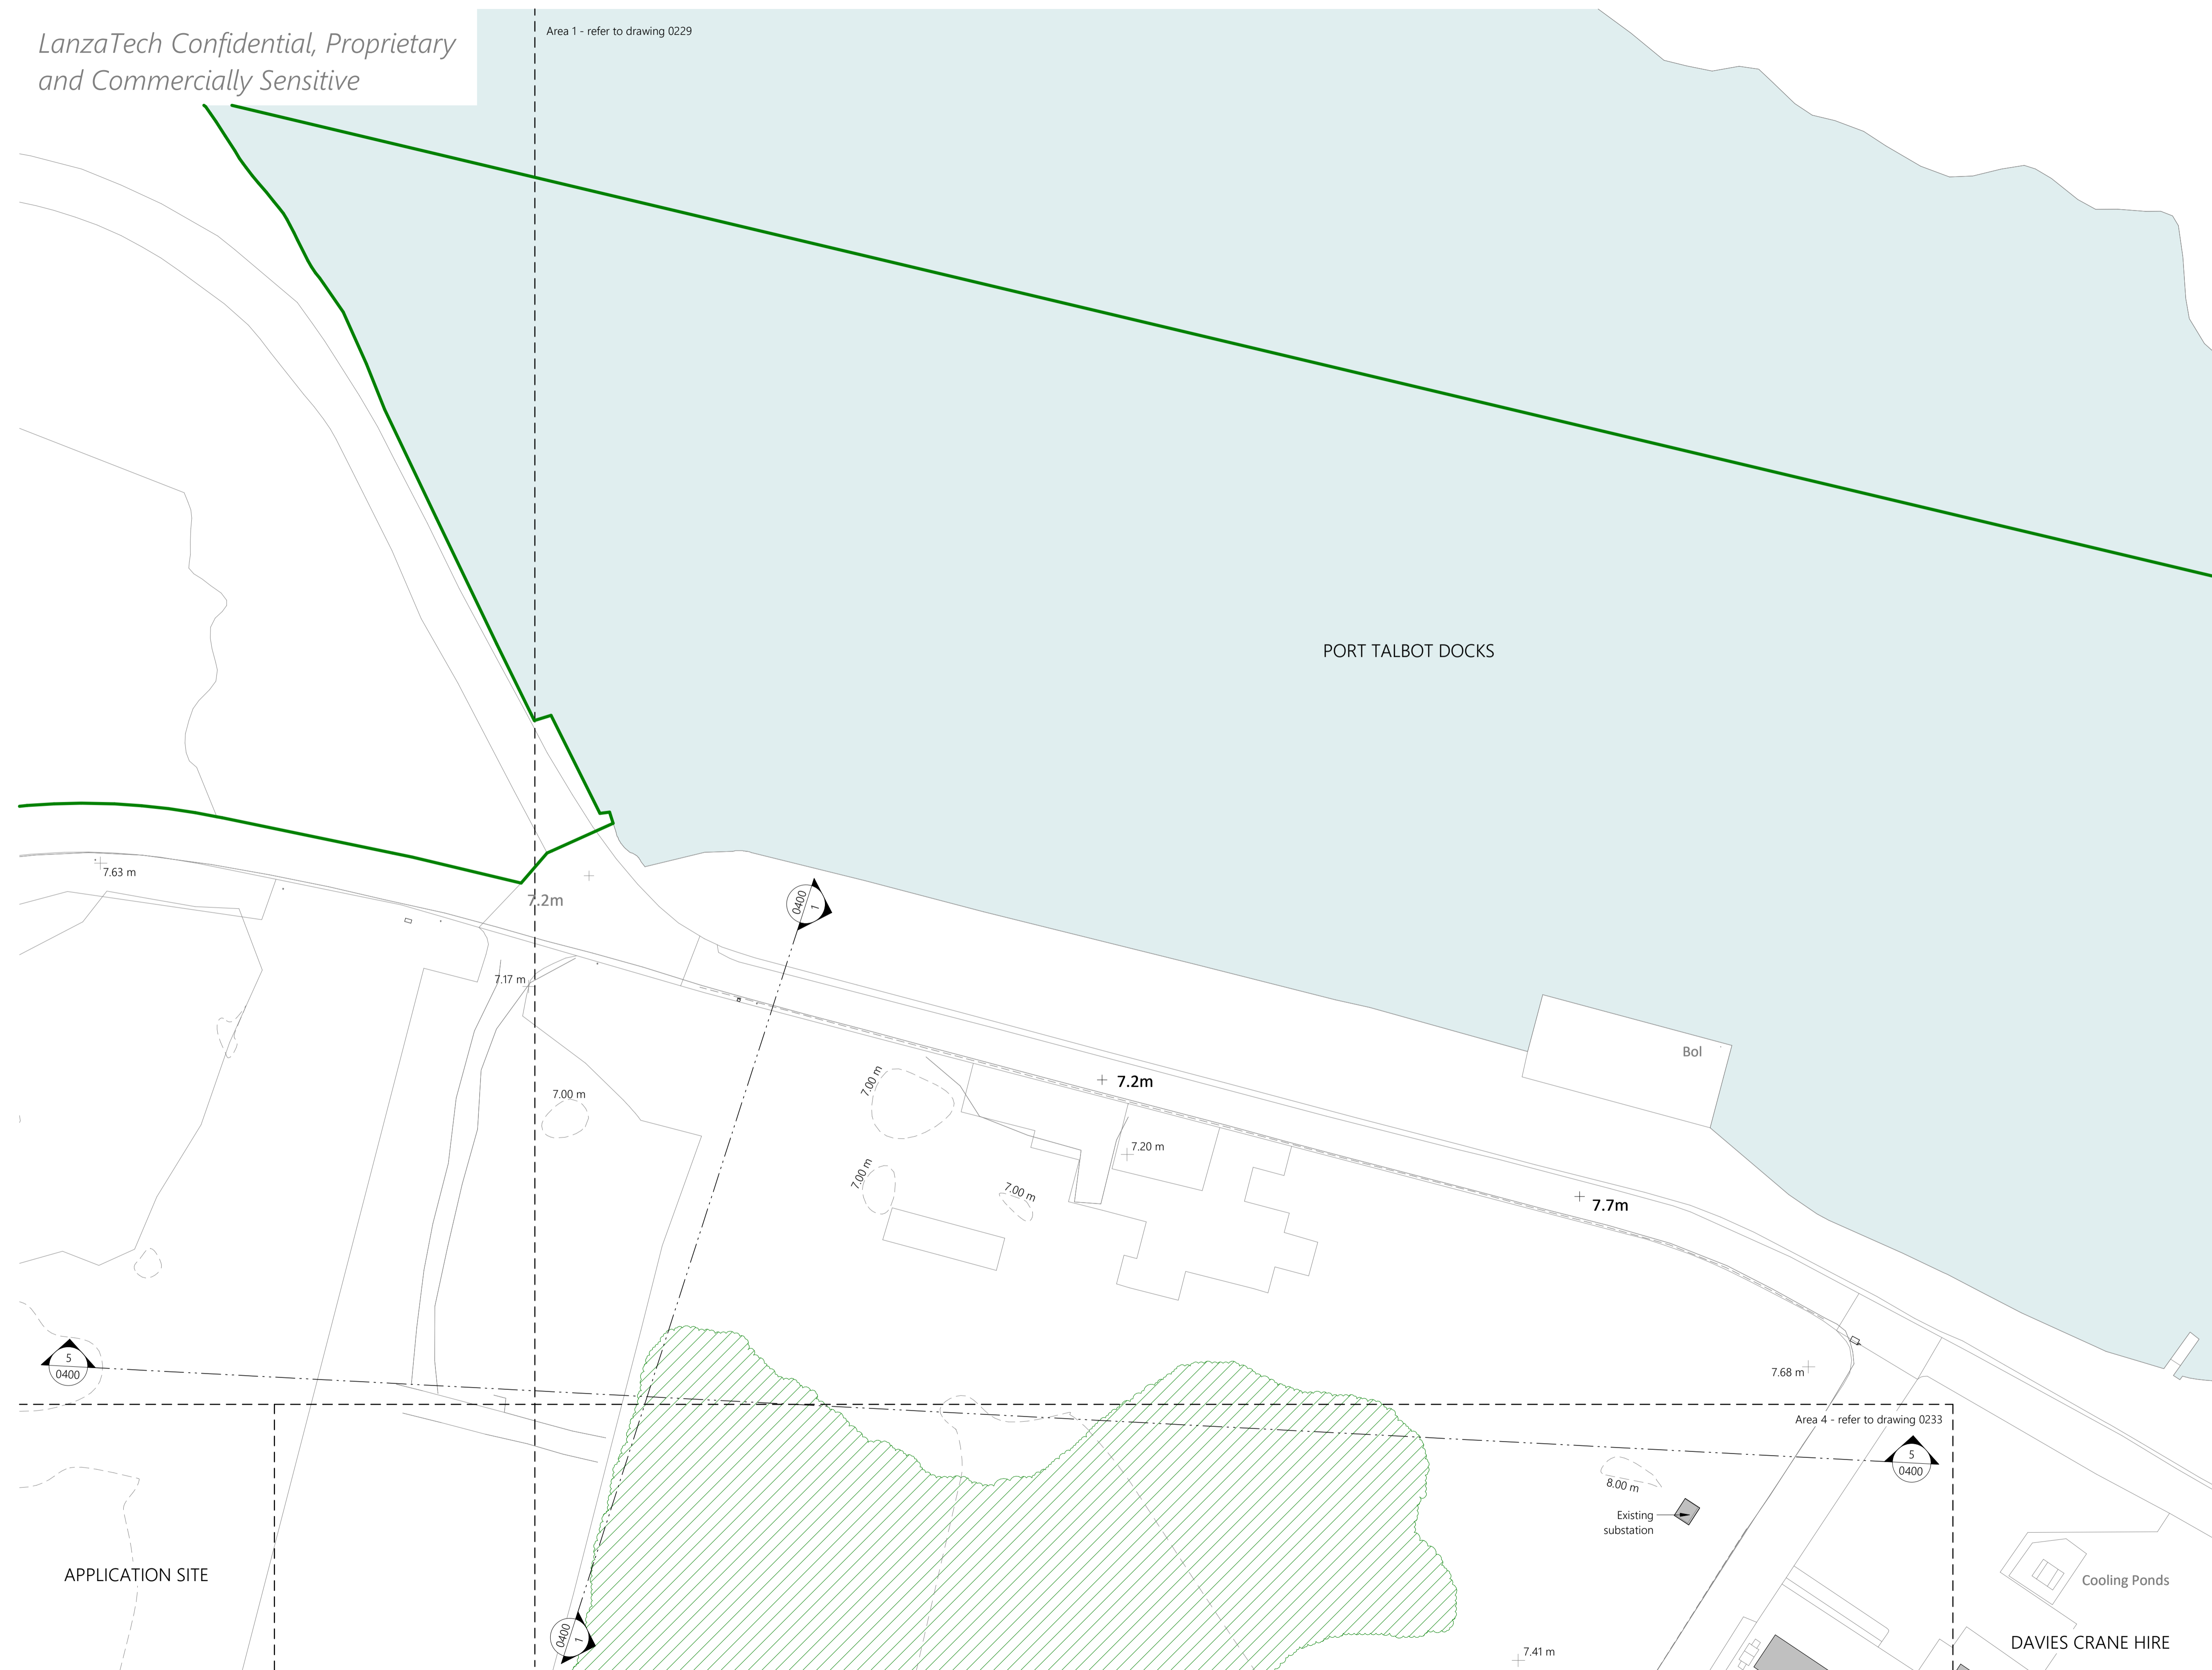 LanzaTech Confidential, Proprietary
and Commercially Sensitive
Area 1 - refer to drawing 0229
PORT TALBOT DOCKS
7.63 m
7.2m
0400
1
7.17 m
Bol
7.00 m
7.00 m
7.2m
7.20 m
7.00 m
7.00 m
7.7m
5
0400
7.68 m
Area 4 - refer to drawing 0233
5
0400
8.00 m
Existing
substation
APPLICATION SITE
Cooling Ponds
0400
1
7.41 m
DAVIES CRANE HIRE